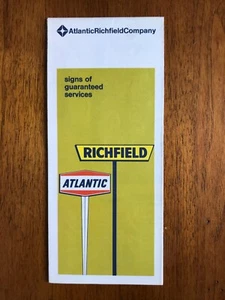 AtlanticRichfieldCompany
signs of
guaranteed
services
RICHFIELD
ATLANTIC